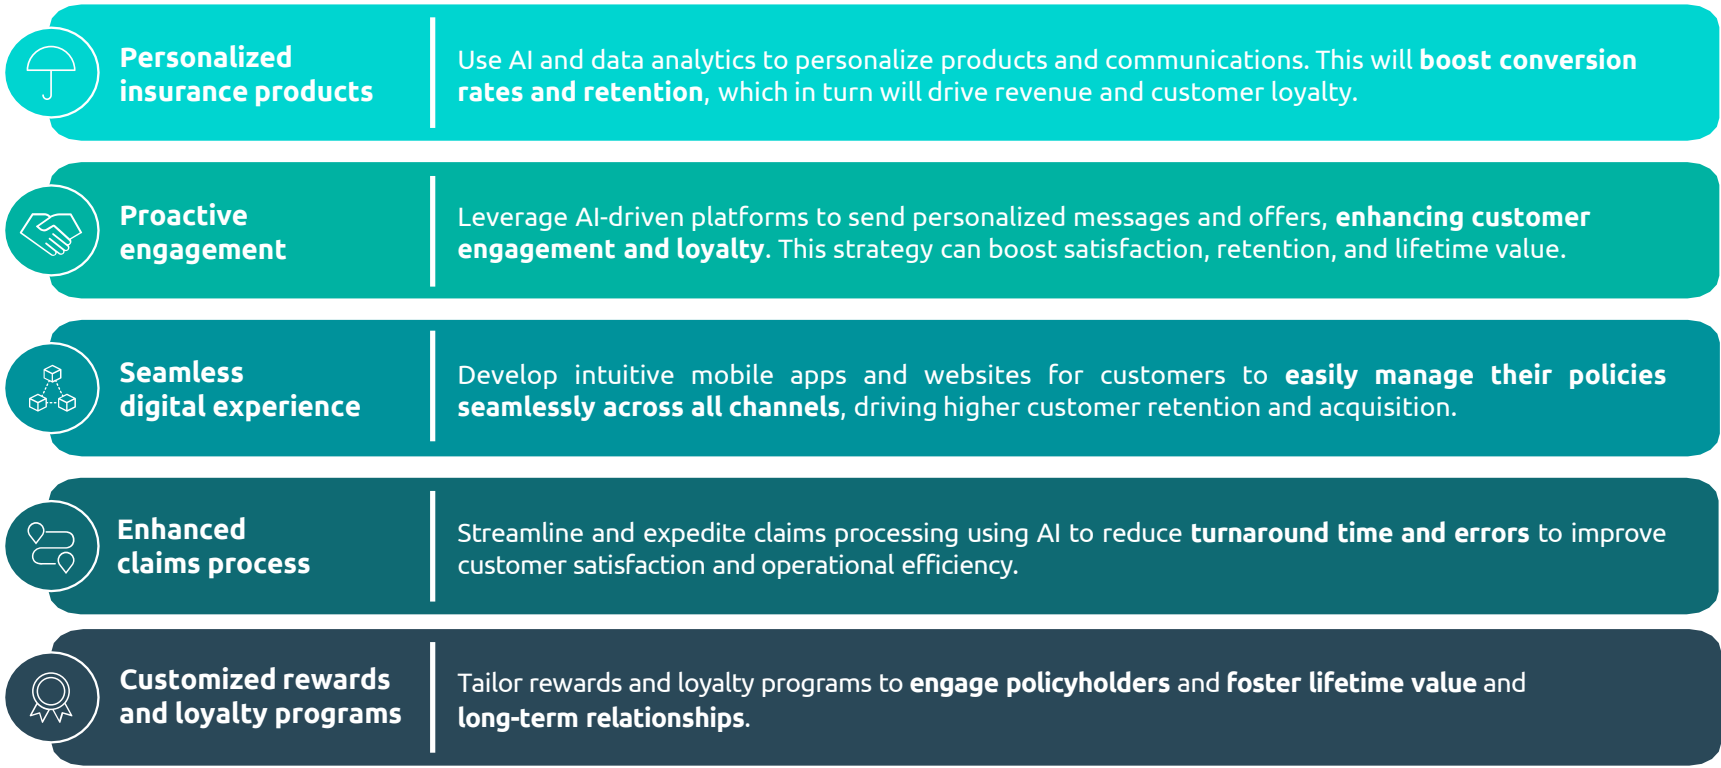 Personalized
insurance products
Use AI and data analytics to personalize products and communications. This will boost conversion
rates and retention, which in turn will drive revenue and customer loyalty.
Proactive
engagement
Leverage AI-driven platforms to send personalized messages and offers, enhancing customer
engagement and loyalty. This strategy can boost satisfaction, retention, and lifetime value.
Seamless
digital experience
Develop intuitive mobile apps and websites for customers to easily manage their policies
seamlessly across all channels, driving higher customer retention and acquisition.
Enhanced
claims process
Streamline and expedite claims processing using AI to reduce turnaround time and errors to improve
customer satisfaction and operational efficiency.
Customized rewards
and loyalty programs
Tailor rewards and loyalty programs to engage policyholders and foster lifetime value and
long-term relationships.